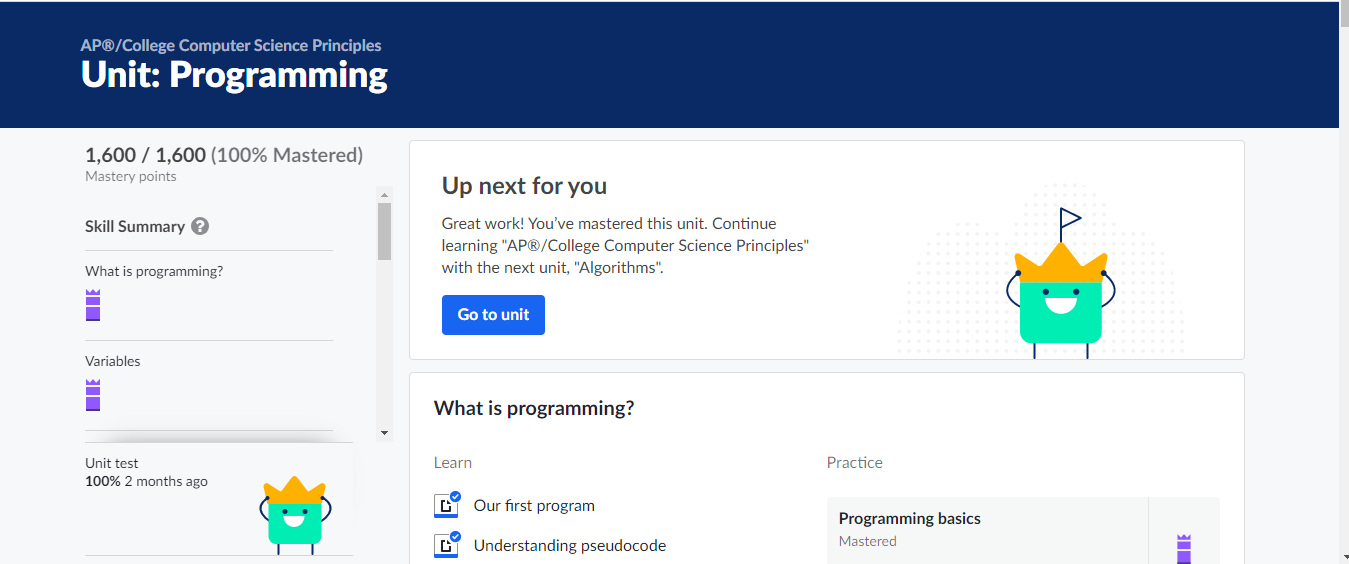 AP®/College Computer Science Principles
Unit: Programming
1,600 / 1,600 (100% Mastered)
Mastery points
Skill Summary ?
What is programming?
Variables
Unit test
100% 2 months ago
Up next for you
Great work! You’ve mastered this unit. Continue
learning "AP®/College Computer Science Principles"
with the next unit, "Algorithms".
Go to unit
What is programming?
Learn
Our first program
Understanding pseudocode
Practice
Programming basics
Mastered